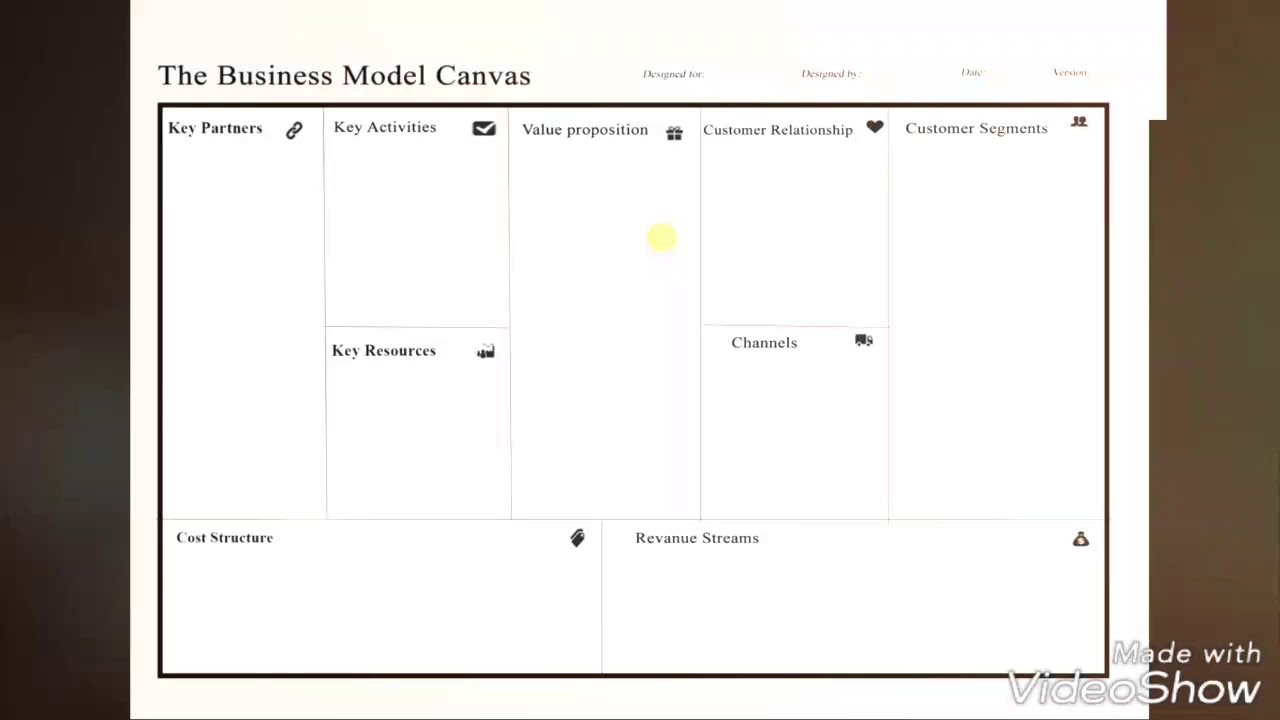 The Business Model Canvas
Designed for:
Designed by:
Date:
Version:
Key Partners
Key Activities
Value proposition
Customer Relationship
Customer Segments
Key Resources
Channels
Cost Structure
Revanue Streams
Made with
VideoShow